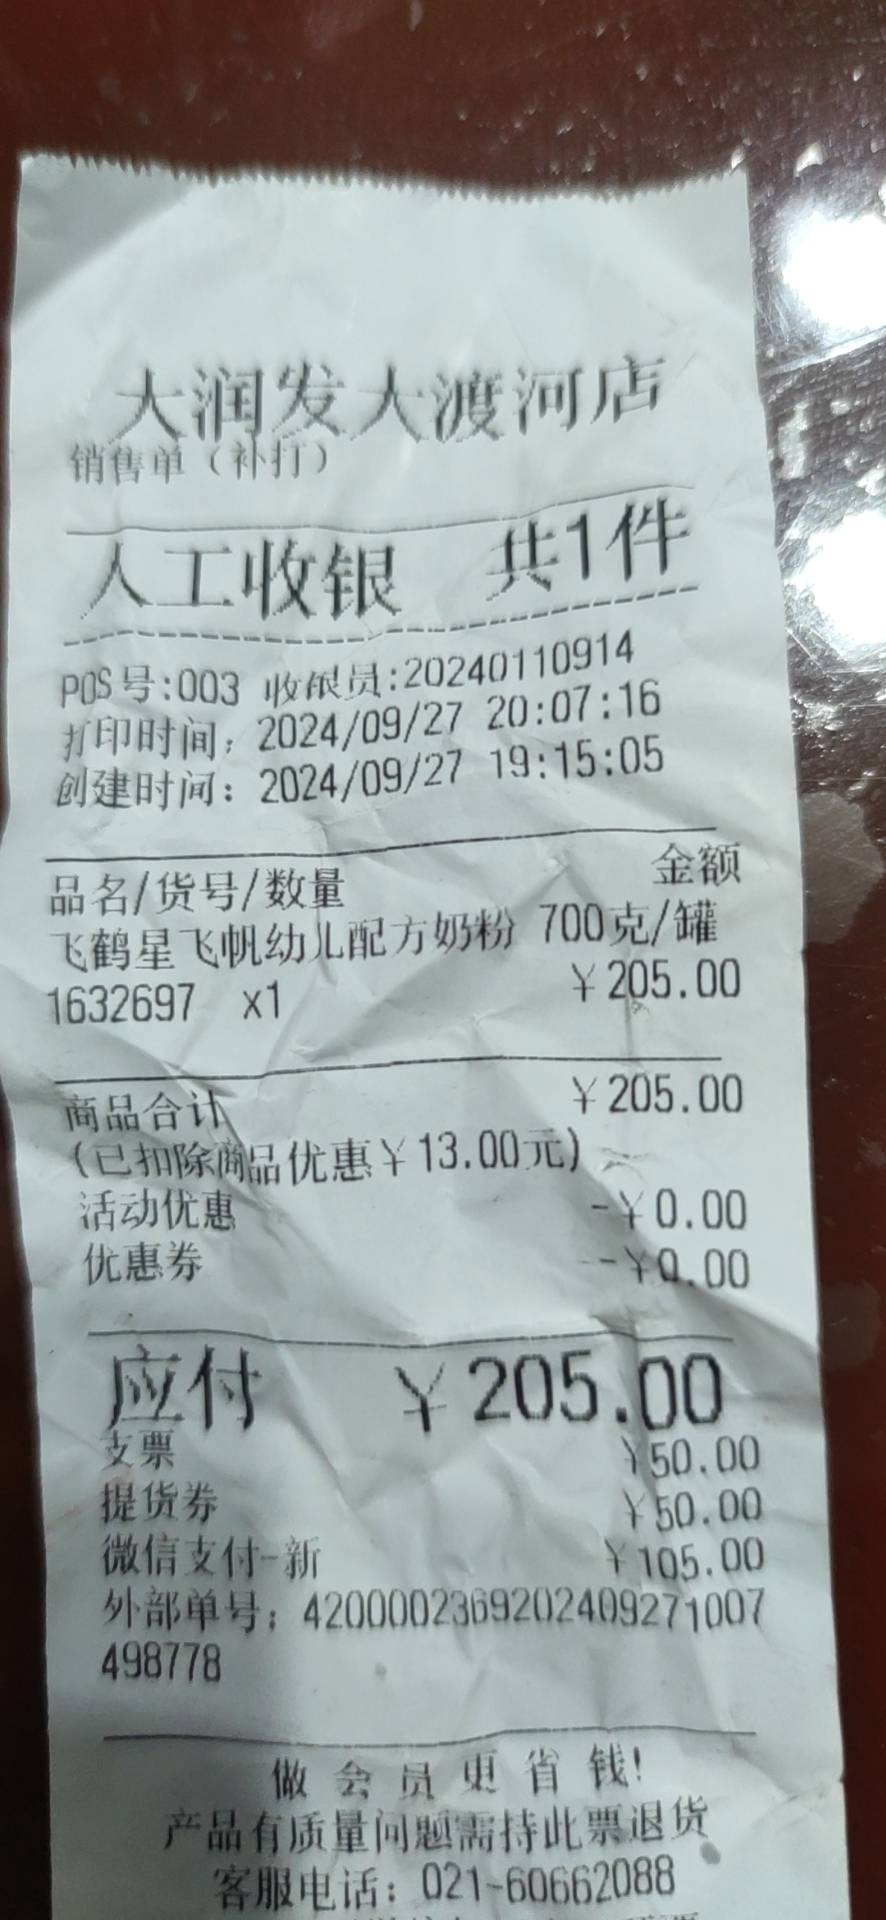 大润发大渡河店
销售单（补打）
人工收银 共1件
POS号:003 收银员:20240110914
打印时间：2024/09/27 20:07:16
创建时间：2024/09/27 19:15:05
品名/货号/数量 金额
飞鹤星飞帆幼儿配方奶粉 700克/罐
1632697 x1 ￥205.00
商品合计 ￥205.00
(已扣除商品优惠￥13.00元)
活动优惠 -￥0.00
优惠券 -￥0.00
应付 ￥205.00
支票 ￥50.00
提货券 ￥50.00
微信支付-新 ￥105.00
外部单号：4200002369202409271007
498778
做会员更省钱!
产品有质量问题需持此票退货
客服电话：021-60662088